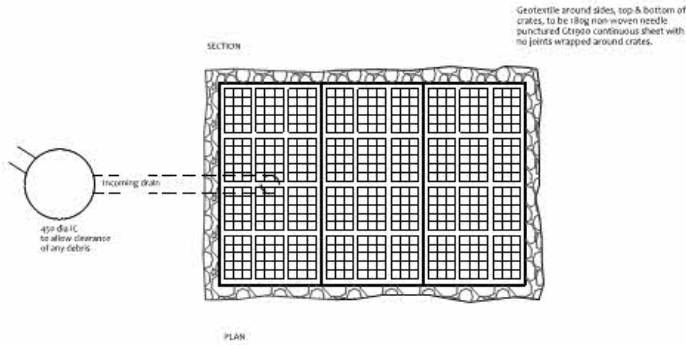 Geotextile around sides, top & bottom of
crates, to be 180g non-woven needle
punctured Gt1900 continuous sheet with
no joints wrapped around crates.
SECTION
Incoming drain
450 dia IC
to allow clearance
of any debris
PLAN